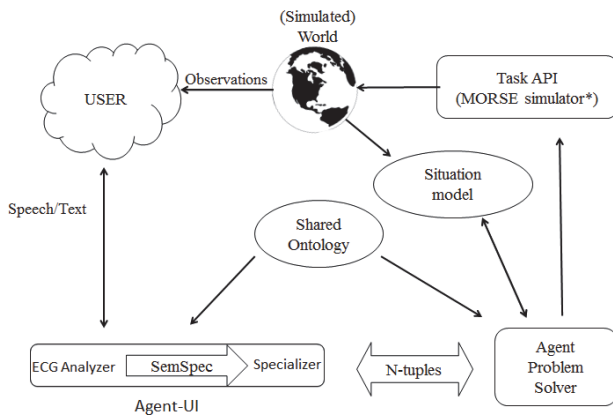 (Simulated)
World
Observations
USER
Task API
(MORSE simulator*)
Situation
model
Speech/Text
Shared
Ontology
ECG Analyzer
SemSpec
Specializer
N-tuples
Agent
Problem
Solver
Agent-UI